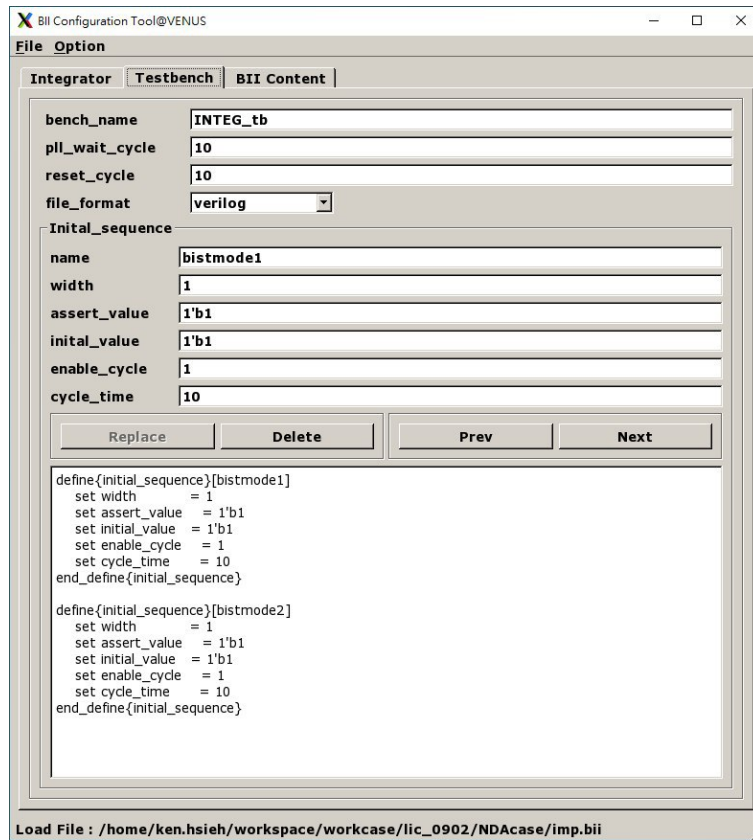 BII Configuration Tool@VENUS
File Option
Integrator Testbench BII Content
bench_name INTEG_tb
pll_wait_cycle 10
reset_cycle 10
file_format verilog
Inital_sequence
name bistmode1
width 1
assert_value 1'b1
inital_value 1'b1
enable_cycle 1
cycle_time 10
Replace Delete Prev Next
define{initial_sequence}[bistmode1]
set width = 1
set assert_value = 1'b1
set initial_value = 1'b1
set enable_cycle = 1
set cycle_time = 10
end_define{initial_sequence}
define{initial_sequence}[bistmode2]
set width = 1
set assert_value = 1'b1
set initial_value = 1'b1
set enable_cycle = 1
set cycle_time = 10
end_define{initial_sequence}
Load File : /home/ken.hsieh/workspace/workcase/lic_0902/NDAcase/imp.bii